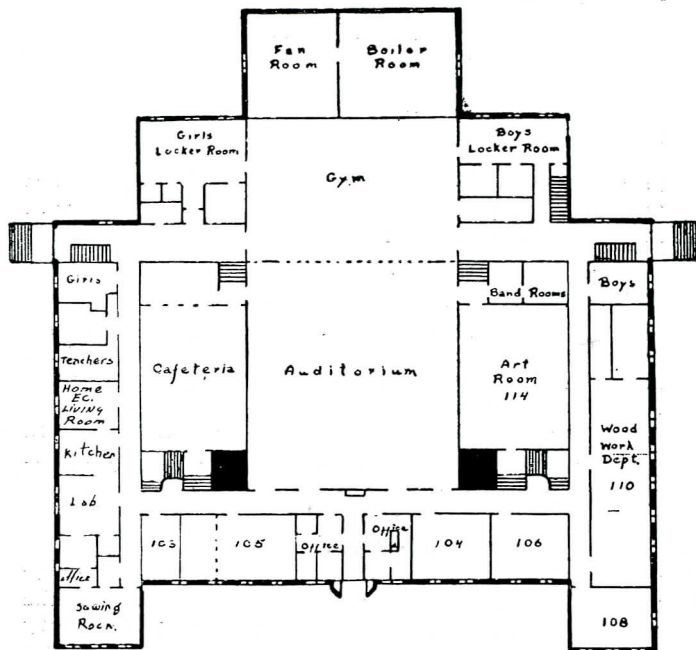 Fan
Room
Boiler
Room
Girls
Locker Room
Boys
Locker Room
Gym
Girls
Band Rooms
Boys
Teachers
Cafeteria
Auditorium
Art
Room
114
Home
EC.
Living
Room
Wood
Work
Dept.
110
Kitchen
Lab
103
105
Office
Office
104
106
office
Sowing
Rock.
108